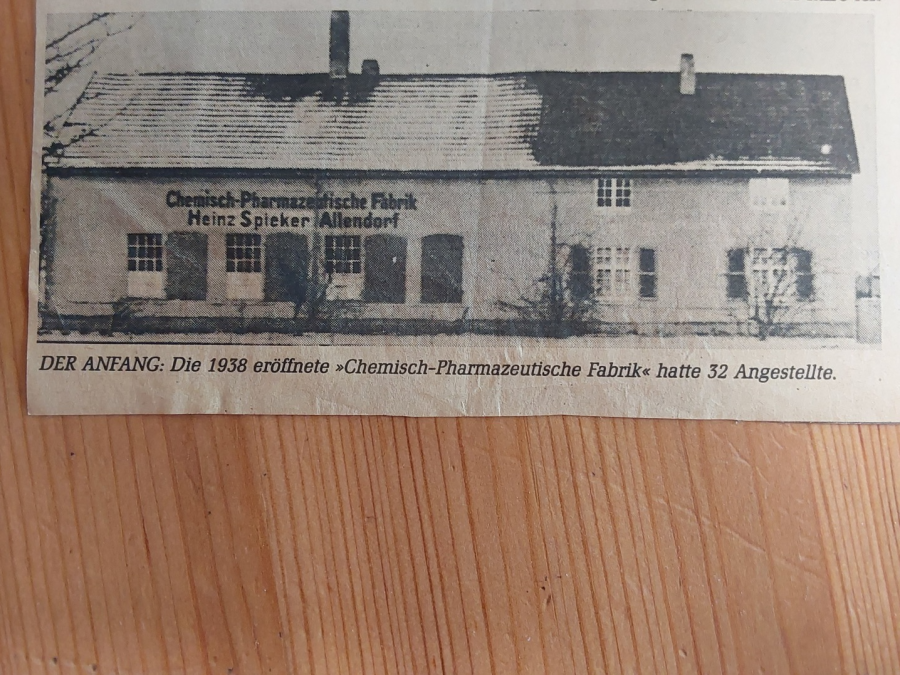 Chemisch-Pharmazeutische Fabrik
Heinz Spieker Allendorf
DER ANFANG: Die 1938 eröffnete »Chemisch-Pharmazeutische Fabrik« hatte 32 Angestellte.